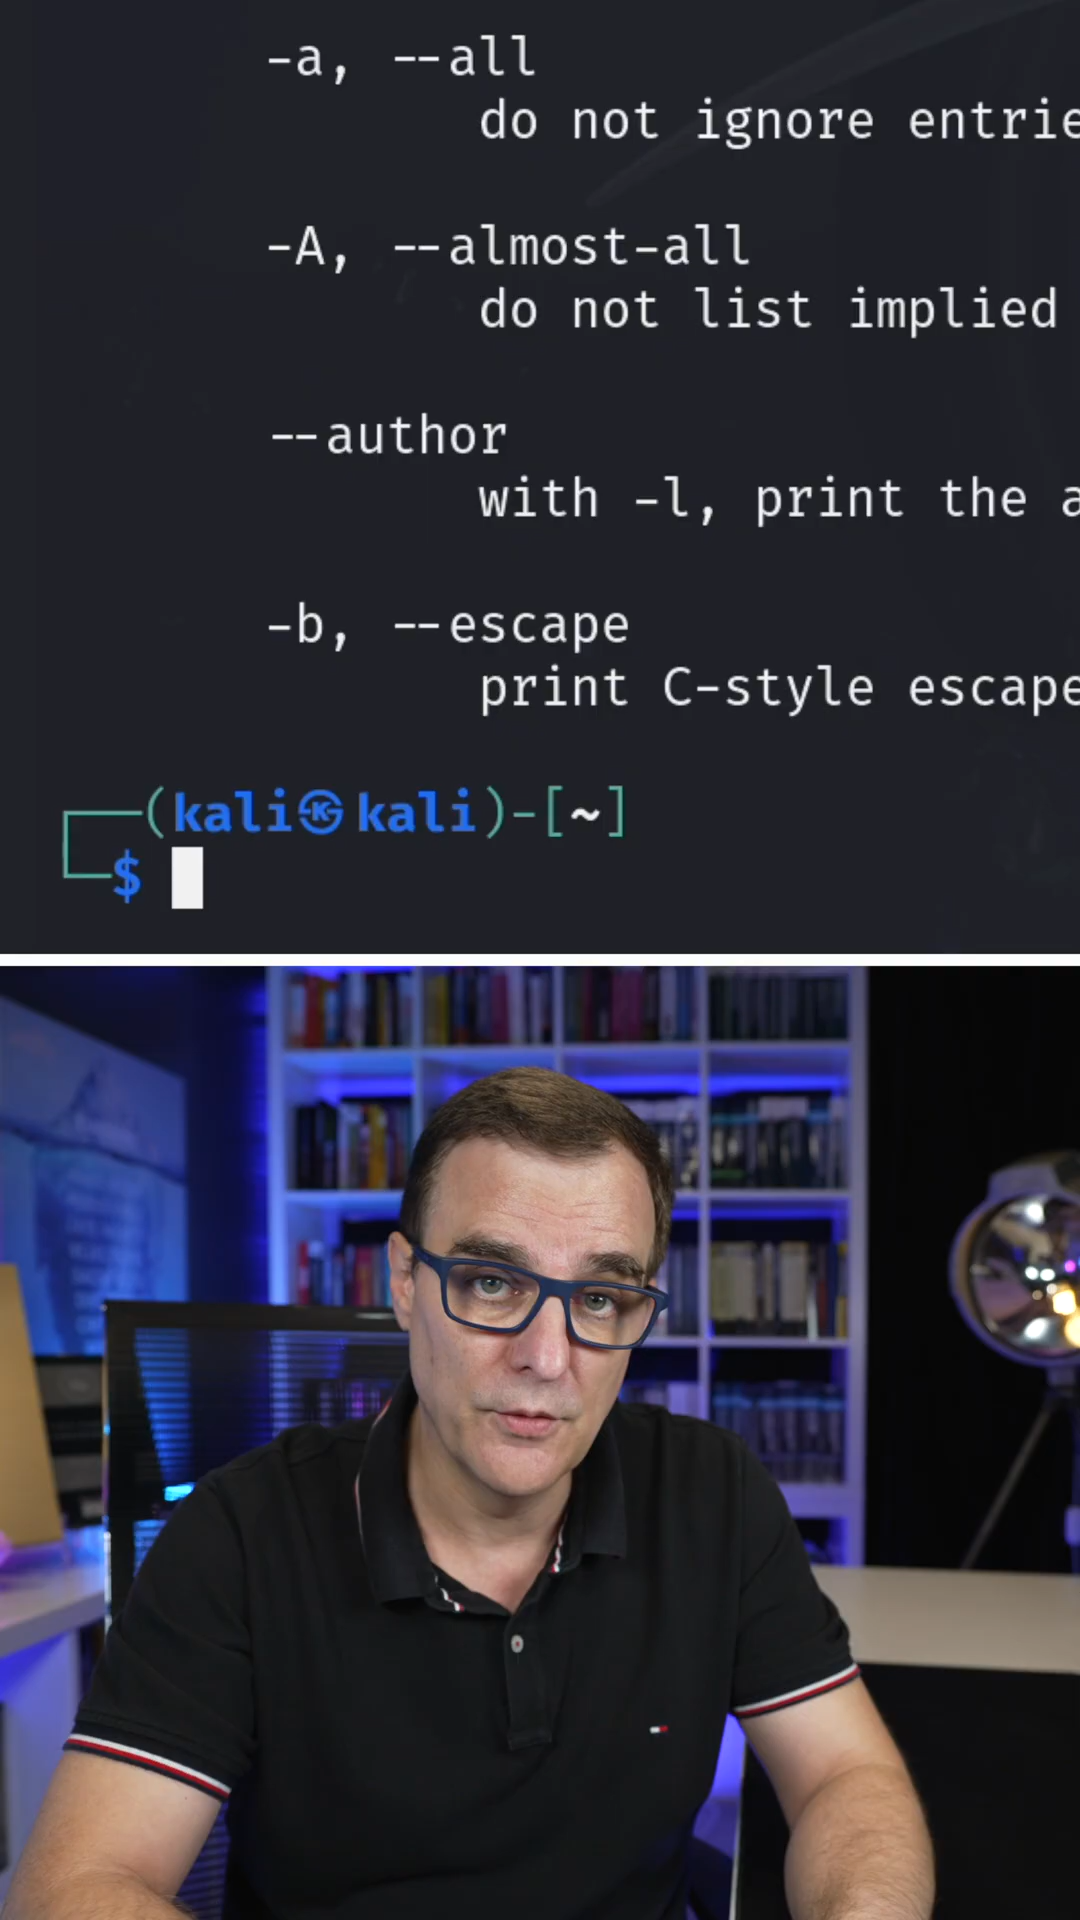 -a, --all
do not ignore entrie
-A, --almost-all
do not list implied
--author
with -l, print the a
-b, --escape
print C-style escape
(kali㉿kali)-[~]
$